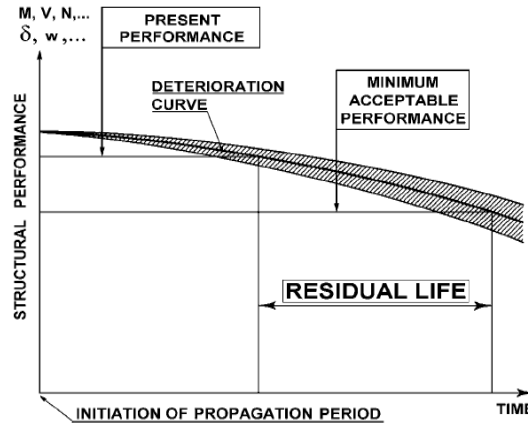 M, V, N,...
δ, w,...
PRESENT
PERFORMANCE
DETERIORATION
CURVE
MINIMUM
ACCEPTABLE
PERFORMANCE
STRUCTURAL PERFORMANCE
RESIDUAL LIFE
TIME
INITIATION OF PROPAGATION PERIOD